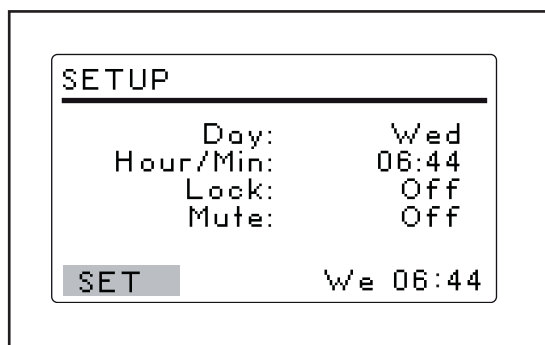 SETUP
Day: Wed
Hour/Min: 06:44
Lock: Off
Mute: Off
SET We 06:44